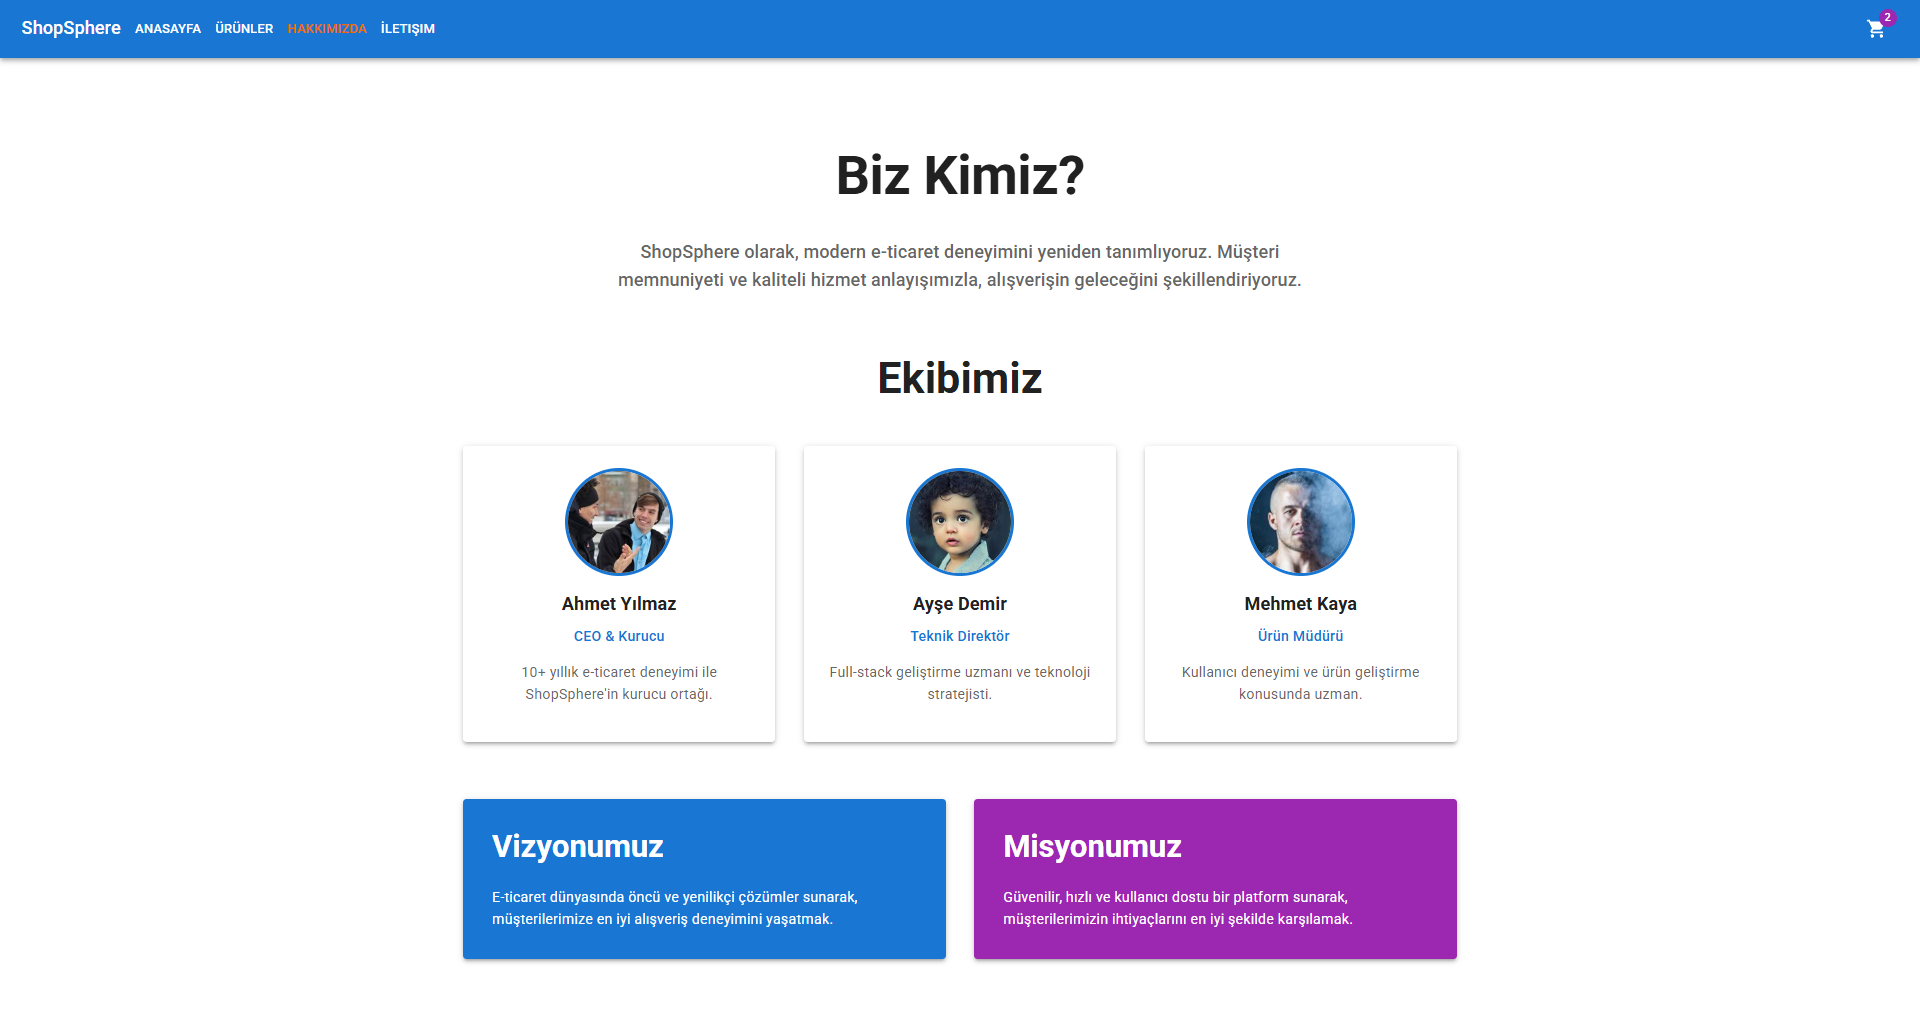 ShopSphere ANASAYFA ÜRÜNLER HAKKIMIZDA İLETIŞIM 2
Biz Kimiz?
ShopSphere olarak, modern e-ticaret deneyimini yeniden tanımlıyoruz. Müşteri
memnuniyeti ve kaliteli hizmet anlayışımızla, alışverişin geleceğini şekillendiriyoruz.
Ekibimiz
Ahmet Yılmaz
CEO & Kurucu
10+ yıllık e-ticaret deneyimi ile
ShopSphere'in kurucu ortağı.
Ayşe Demir
Teknik Direktör
Full-stack geliştirme uzmanı ve teknoloji
stratejisti.
Mehmet Kaya
Ürün Müdürü
Kullanıcı deneyimi ve ürün geliştirme
konusunda uzman.
Vizyonumuz
E-ticaret dünyasında öncü ve yenilikçi çözümler sunarak,
müşterilerimize en iyi alışveriş deneyimini yaşatmak.
Misyonumuz
Güvenilir, hızlı ve kullanıcı dostu bir platform sunarak,
müşterilerimizin ihtiyaçlarını en iyi şekilde karşılamak.